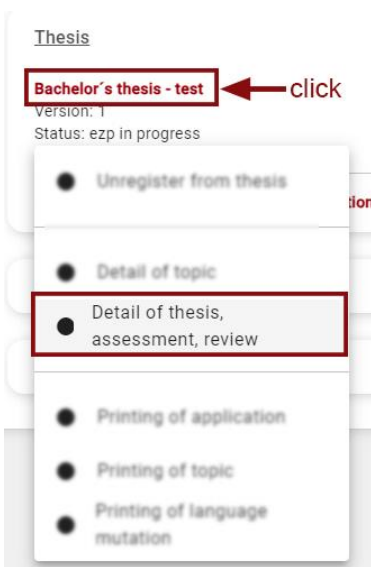 Thesis
Bachelor´s thesis - test
click
Version: 1
Status: ezp in progress
Unregister from thesis
tion
Detail of topic
Detail of thesis,
assessment, review
Printing of application
Printing of topic
Printing of language
mutation